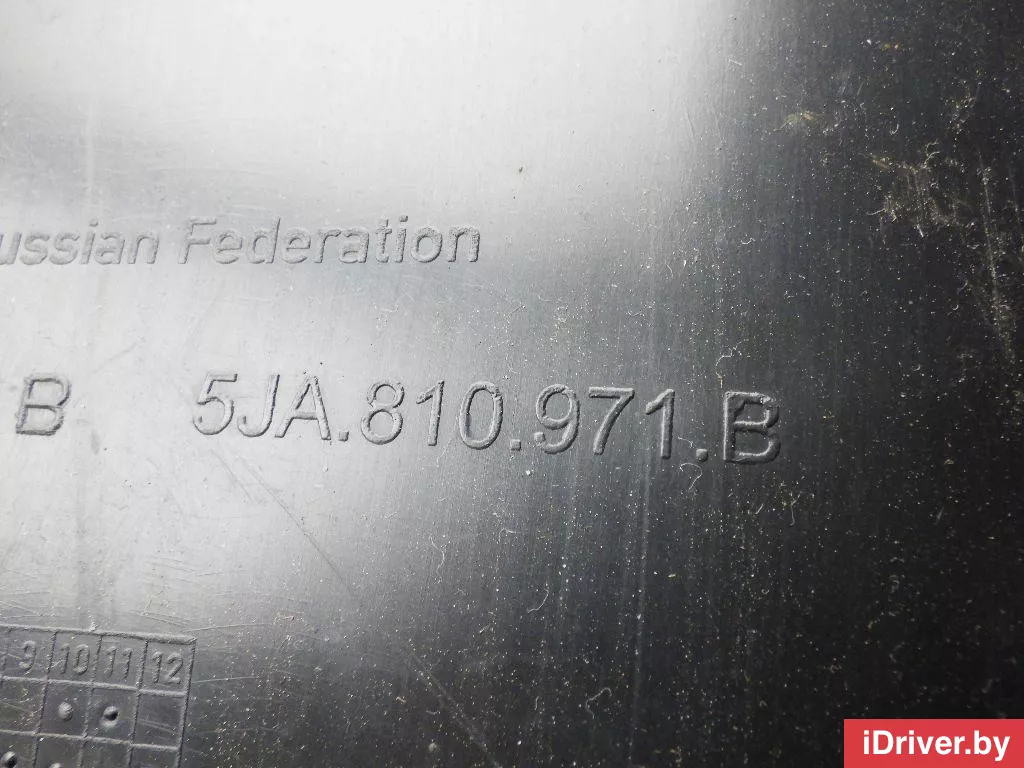 ussian Federation
B 5JA.810.971.B
9 10 11 12
iDriver.by